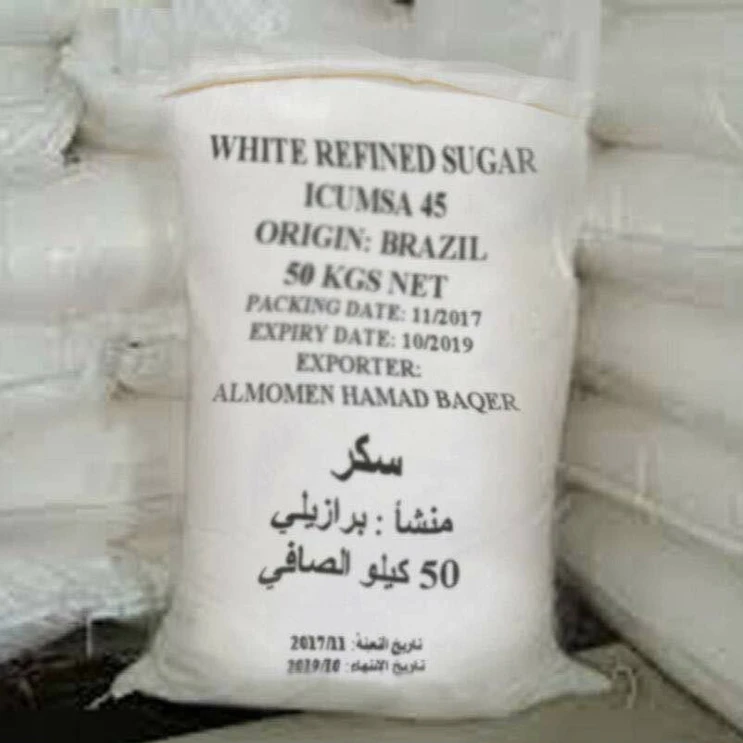 WHITE REFINED SUGAR
ICUMSA 45
ORIGIN: BRAZIL
50 KGS NET
PACKING DATE: 11/2017
EXPIRY DATE: 10/2019
EXPORTER:
ALMOMEN HAMAD BAQER
سكر
منشأ : برازيلي
50 كيلو الصافي
تاريخ التعبئة: 2017/11
تاريخ الانتهاء: 2019/10